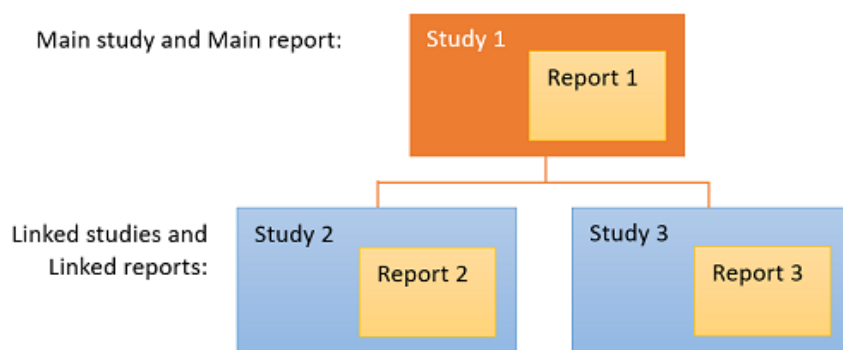 Main study and Main report:
Study 1
Report 1
Linked studies and
Linked reports:
Study 2
Report 2
Study 3
Report 3